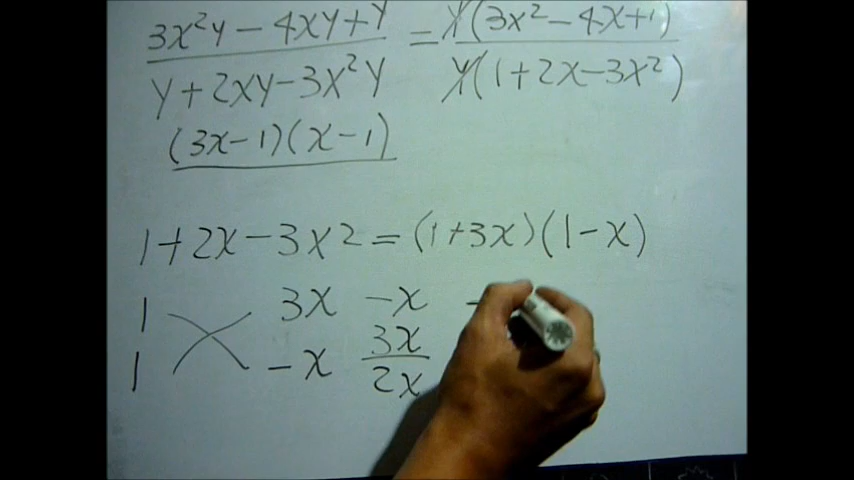 3x²y − 4xy + y / y + 2xy − 3x²y = y(3x² − 4x + 1) / y(1 + 2x − 3x²)
(3x − 1)(x − 1)
1 + 2x − 3x² = (1 + 3x)(1 − x)
1 3x −x −
1 −x 3x
2x